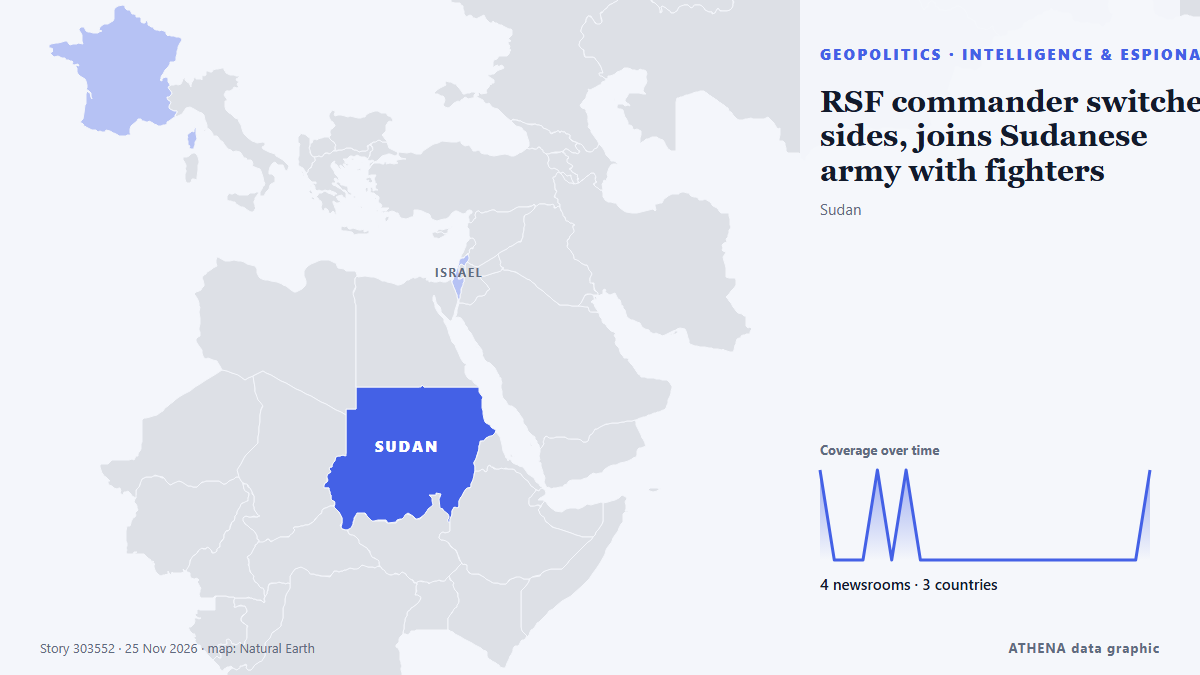 GEOPOLITICS · INTELLIGENCE & ESPIONA
RSF commander switche
sides, joins Sudanese
army with fighters
Sudan
ISRAEL
SUDAN
Coverage over time
4 newsrooms · 3 countries
Story 303552 · 25 Nov 2026 · map: Natural Earth
ATHENA data graphic